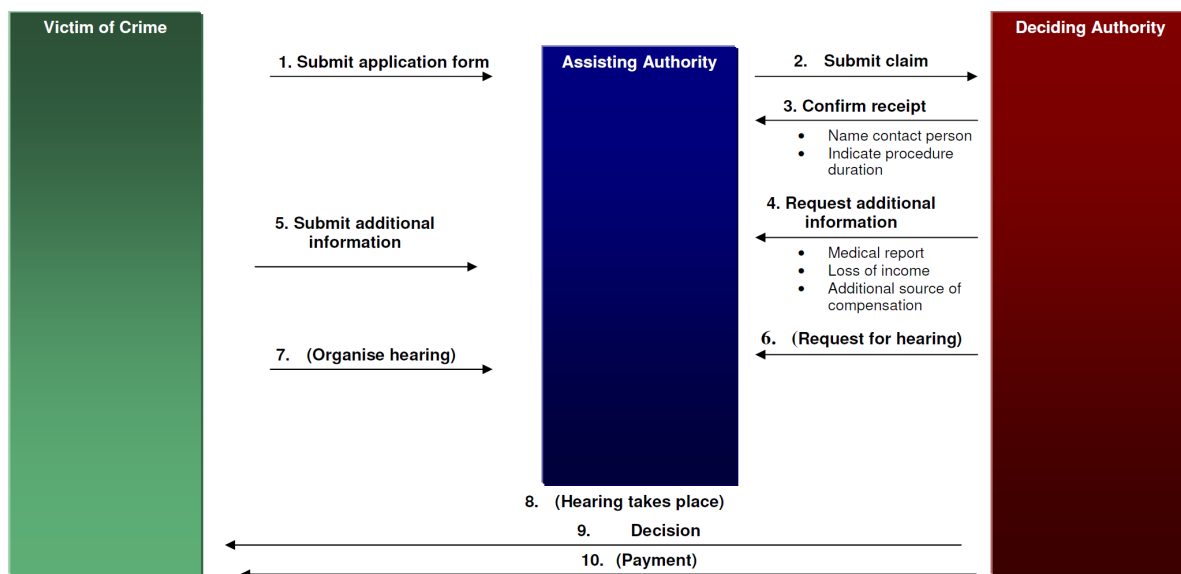 Victim of Crime
Assisting Authority
Deciding Authority
1. Submit application form
2. Submit claim
3. Confirm receipt
• Name contact person
• Indicate procedure
duration
4. Request additional
information
• Medical report
• Loss of income
• Additional source of
compensation
5. Submit additional
information
6. (Request for hearing)
7. (Organise hearing)
8. (Hearing takes place)
9. Decision
10. (Payment)